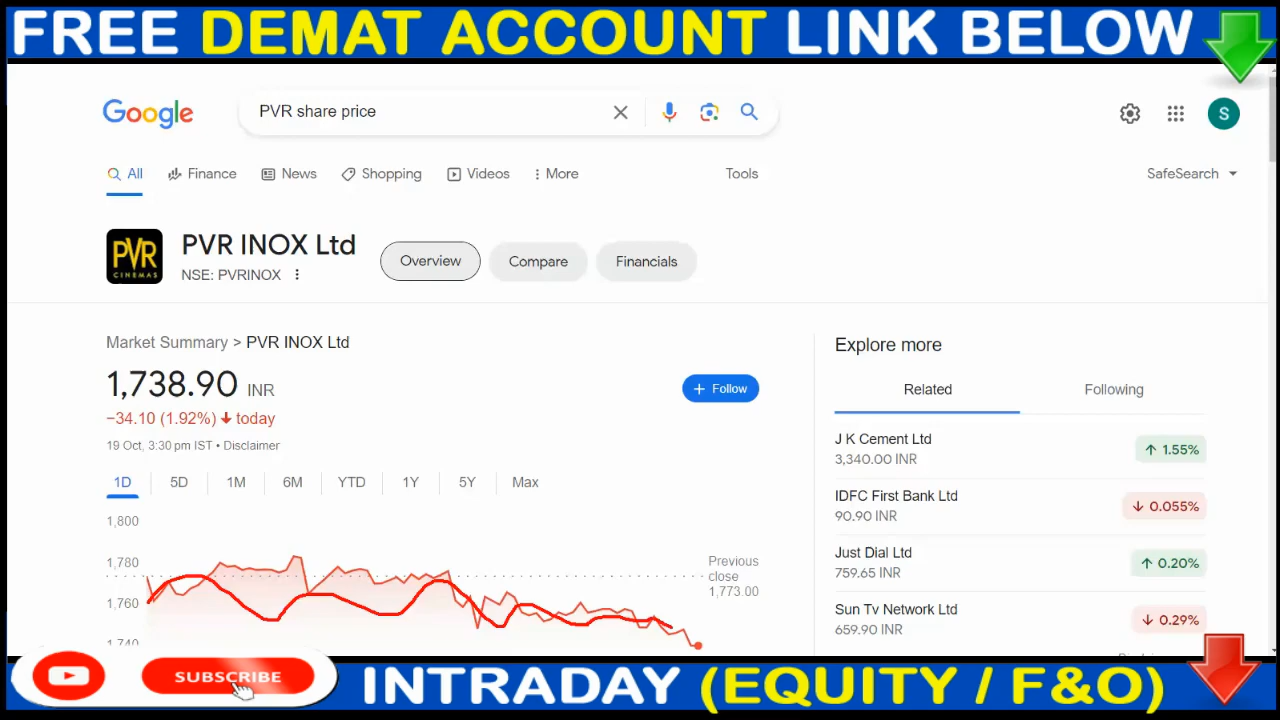 FREE DEMAT ACCOUNT LINK BELOW
Google
PVR share price
All
Finance
News
Shopping
Videos
More
Tools
SafeSearch
S
PVR
CINEMAS
PVR INOX Ltd
NSE: PVRINOX
Overview
Compare
Financials
Market Summary > PVR INOX Ltd
1,738.90 INR
+ Follow
−34.10 (1.92%) ↓ today
19 Oct, 3:30 pm IST • Disclaimer
1D
5D
1M
6M
YTD
1Y
5Y
Max
1,800
1,780
1,760
1,740
Previous
close
1,773.00
Explore more
Related
Following
J K Cement Ltd
3,340.00 INR
↑ 1.55%
IDFC First Bank Ltd
90.90 INR
↓ 0.055%
Just Dial Ltd
759.65 INR
↑ 0.20%
Sun Tv Network Ltd
659.90 INR
↓ 0.29%
SUBSCRIBE
INTRADAY (EQUITY / F&O)